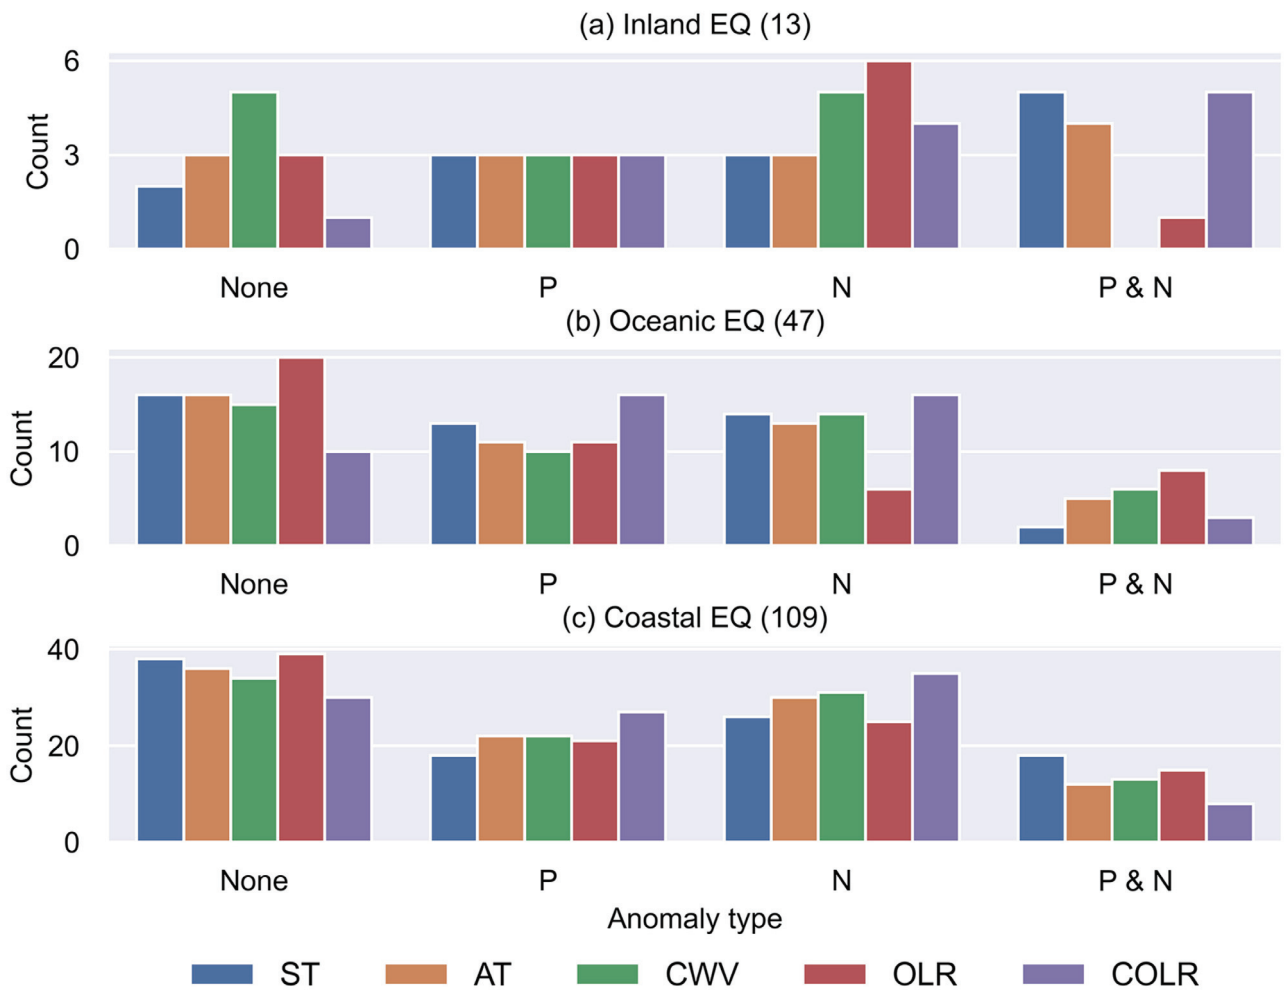 (a) Inland EQ (13)
6
3
0
Count
None P N P & N
(b) Oceanic EQ (47)
20
10
0
Count
None P N P & N
(c) Coastal EQ (109)
40
20
0
Count
None P N P & N
Anomaly type
ST AT CWV OLR COLR